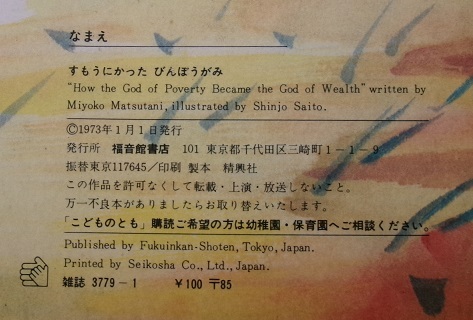 なまえ
すもうにかった びんぼうがみ
"How the God of Poverty Became the God of Wealth" written by
Miyoko Matsutani, illustrated by Shinjo Saito.
©1973年1月1日発行
発行所 福音館書店 101 東京都千代田区三崎町1-1-9
振替東京117645/印刷 製本 精興社
この作品を許可なくして転載・上演・放送しないこと。
万一不良本がありましたらお取り替えいたします。
「こどものとも」購読ご希望の方は幼稚園・保育園へご相談ください。
Published by Fukuinkan-Shoten, Tokyo, Japan.
Printed by Seikosha Co., Ltd., Japan.
雑誌 3779-1 ¥100 〒85